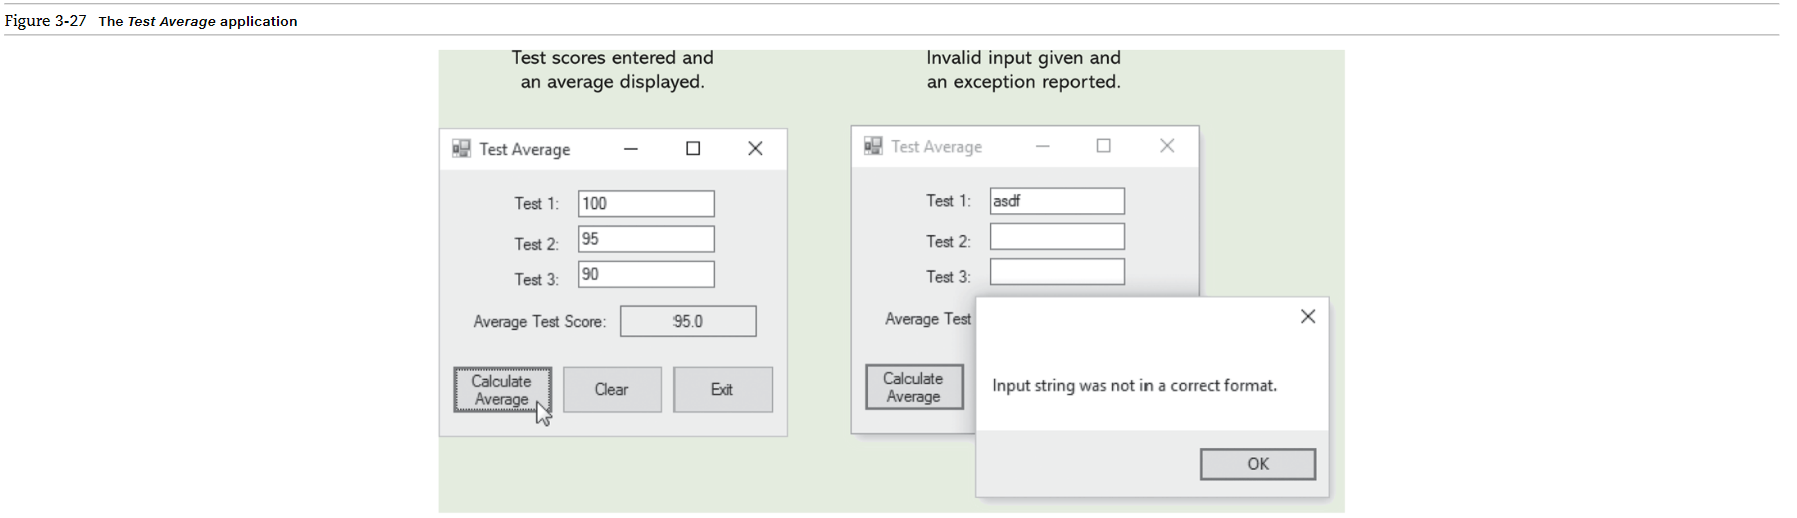 Figure 3-27 The Test Average application
Test scores entered and
an average displayed.
Test Average
Test 1: 100
Test 2: 95
Test 3: 90
Average Test Score: 95.0
Calculate
Average
Clear
Exit
Invalid input given and
an exception reported.
Test Average
Test 1: asdf
Test 2:
Test 3:
Average Test
Calculate
Average
Input string was not in a correct format.
OK